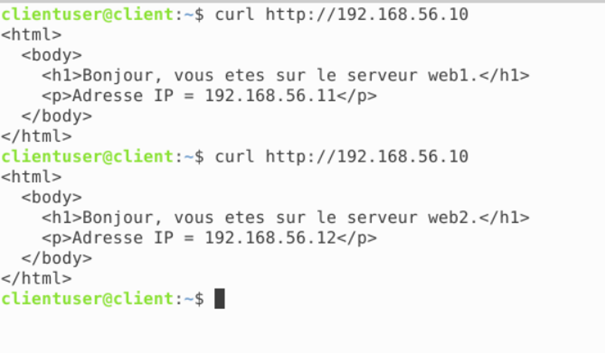 clientuser@client:~$ curl http://192.168.56.10
<html>
  <body>
    <h1>Bonjour, vous etes sur le serveur web1.</h1>
    <p>Adresse IP = 192.168.56.11</p>
  </body>
</html>
clientuser@client:~$ curl http://192.168.56.10
<html>
  <body>
    <h1>Bonjour, vous etes sur le serveur web2.</h1>
    <p>Adresse IP = 192.168.56.12</p>
  </body>
</html>
clientuser@client:~$